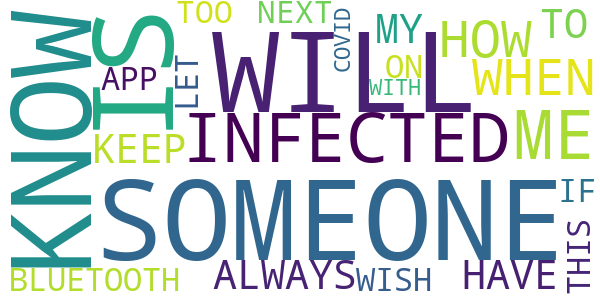 KNOW
IS
TOO
NEXT
WILL
COVID
MY
HOW
TO
APP
LET
ON
WITH
WHEN
KEEP
INFECTED
ME
SOMEONE
IF
THIS
BLUETOOTH
ALWAYS
WISH
HAVE